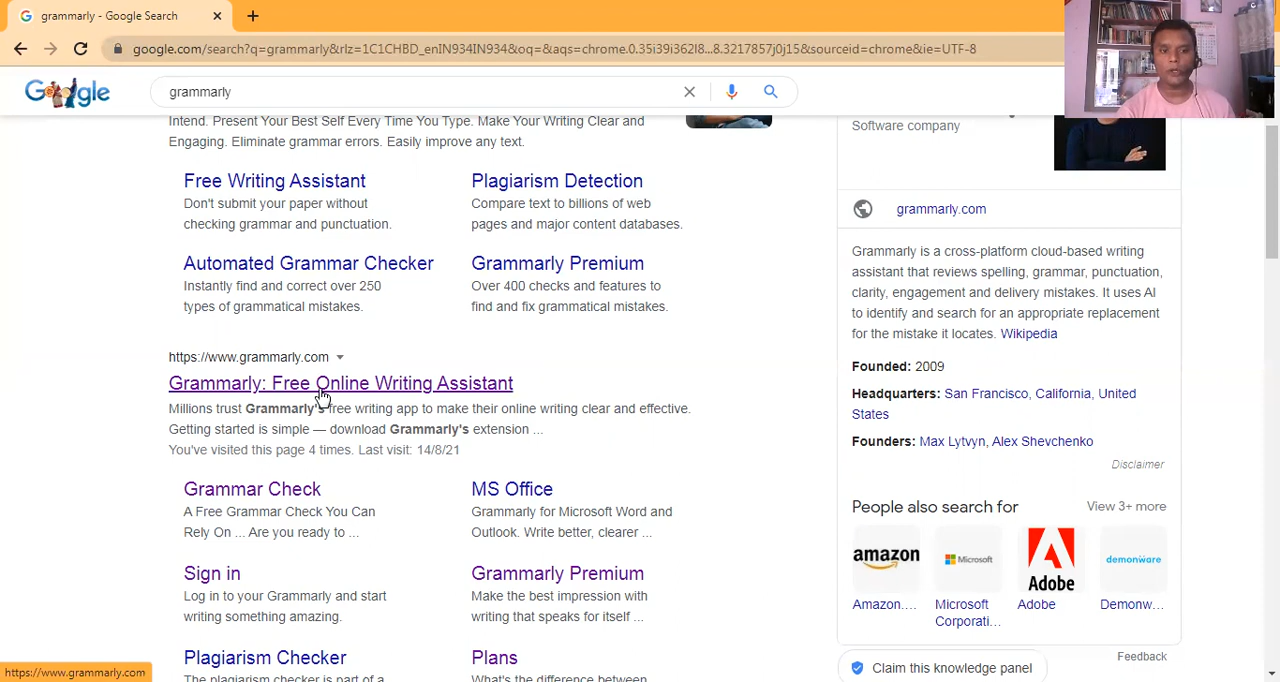 grammarly - Google Search
google.com/search?q=grammarly&rlz=1C1CHBD_enIN934IN934&oq=&aqs=chrome.0.35i39i362l8...8.3217857j0j15&sourceid=chrome&ie=UTF-8
Google
grammarly
Intend. Present Your Best Self Every Time You Type. Make Your Writing Clear and
Engaging. Eliminate grammar errors. Easily improve any text.
Free Writing Assistant
Don't submit your paper without
checking grammar and punctuation.
Plagiarism Detection
Compare text to billions of web
pages and major content databases.
Automated Grammar Checker
Instantly find and correct over 250
types of grammatical mistakes.
Grammarly Premium
Over 400 checks and features to
find and fix grammatical mistakes.
https://www.grammarly.com
Grammarly: Free Online Writing Assistant
Millions trust Grammarly's free writing app to make their online writing clear and effective.
Getting started is simple — download Grammarly's extension ...
You've visited this page 4 times. Last visit: 14/8/21
Grammar Check
A Free Grammar Check You Can
Rely On ... Are you ready to ...
MS Office
Grammarly for Microsoft Word and
Outlook. Write better, clearer ...
Sign in
Log in to your Grammarly and start
writing something amazing.
Grammarly Premium
Make the best impression with
writing that speaks for itself ...
Plagiarism Checker
The plagiarism checker is part of a
Plans
What's the difference between
Software company
grammarly.com
Grammarly is a cross-platform cloud-based writing
assistant that reviews spelling, grammar, punctuation,
clarity, engagement and delivery mistakes. It uses AI
to identify and search for an appropriate replacement
for the mistake it locates. Wikipedia
Founded: 2009
Headquarters: San Francisco, California, United
States
Founders: Max Lytvyn, Alex Shevchenko
Disclaimer
People also search for
View 3+ more
amazon
Microsoft
Adobe
demonware
Amazon....
Microsoft
Corporati...
Adobe
Demonw...
Feedback
Claim this knowledge panel
https://www.grammarly.com